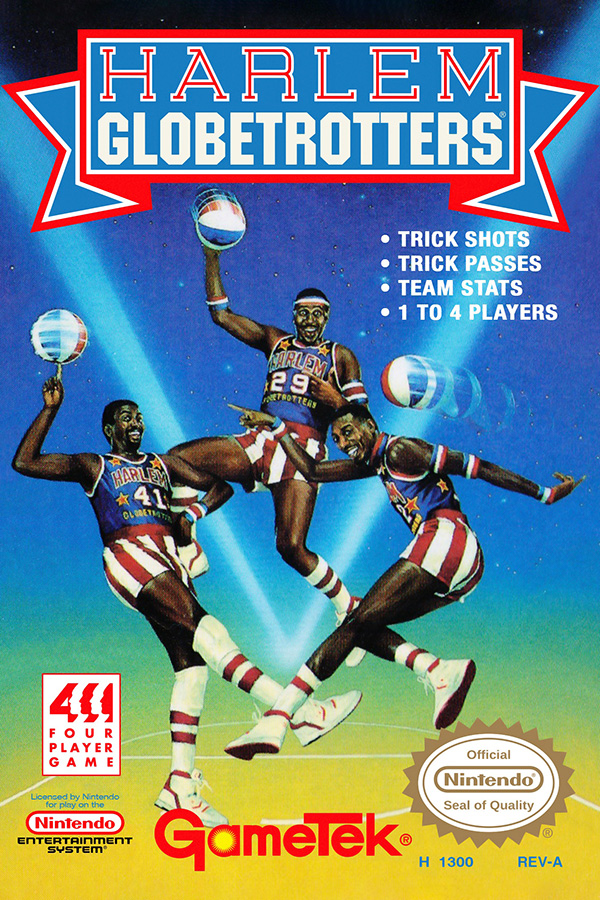 HARLEM
GLOBETROTTERS®
• TRICK SHOTS
• TRICK PASSES
• TEAM STATS
• 1 TO 4 PLAYERS
HARLEM
29
GLOBETROTTERS
HARLEM
41
GLOBETROTTERS
4
FOUR
PLAYER
GAME
Licensed by Nintendo
for play on the
Nintendo
ENTERTAINMENT
SYSTEM®
GameTek®
Official
Nintendo®
Seal of Quality
®
H 1300 REV-A